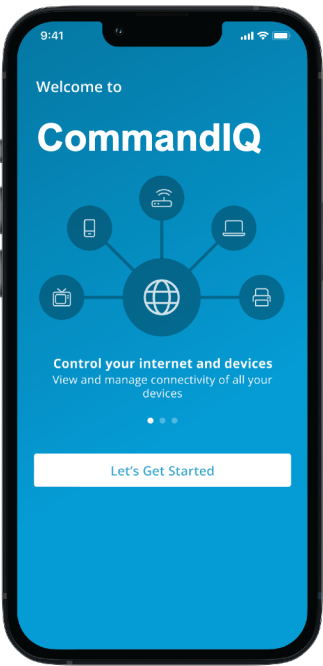 9:41
Welcome to
CommandIQ
Control your internet and devices
View and manage connectivity of all your
devices
Let's Get Started